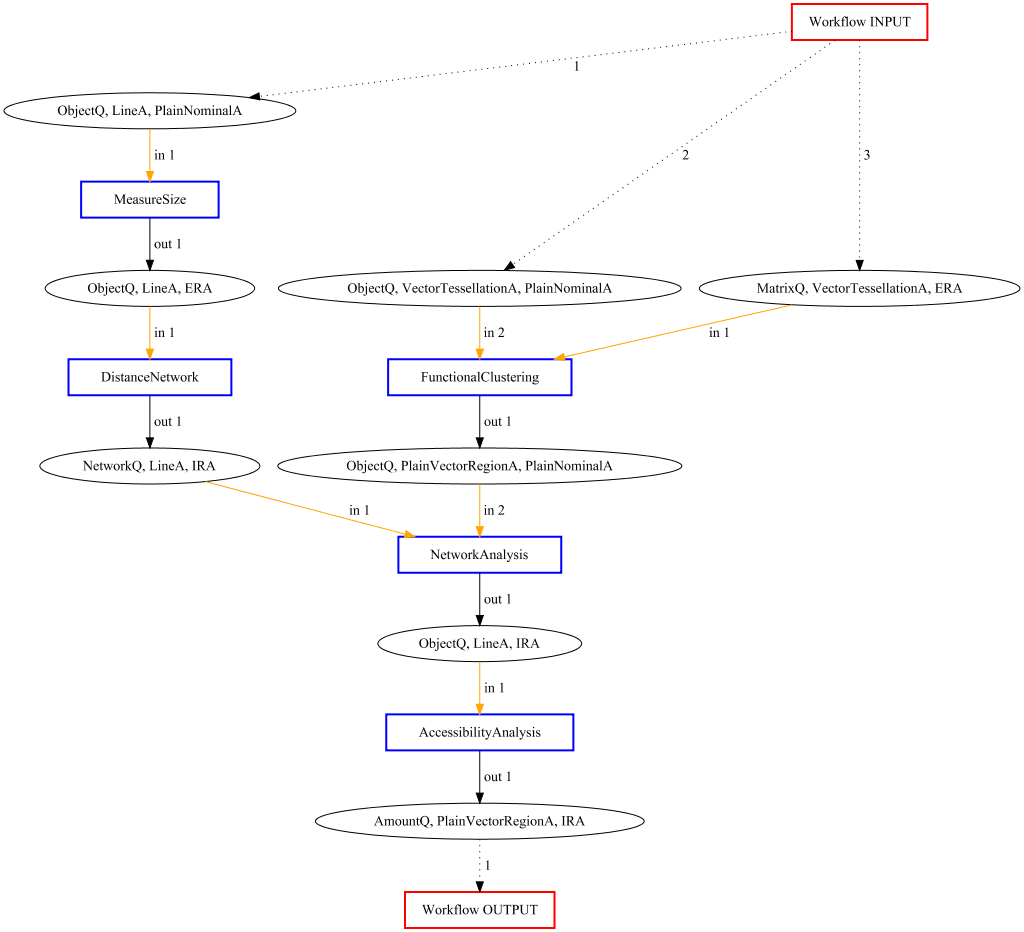 Workflow INPUT
1
ObjectQ, LineA, PlainNominalA
in 1
2
3
MeasureSize
out 1
ObjectQ, LineA, ERA
ObjectQ, VectorTessellationA, PlainNominalA
MatrixQ, VectorTessellationA, ERA
in 1
in 2
in 1
DistanceNetwork
FunctionalClustering
out 1
out 1
NetworkQ, LineA, IRA
ObjectQ, PlainVectorRegionA, PlainNominalA
in 1
in 2
NetworkAnalysis
out 1
ObjectQ, LineA, IRA
in 1
AccessibilityAnalysis
out 1
AmountQ, PlainVectorRegionA, IRA
1
Workflow OUTPUT